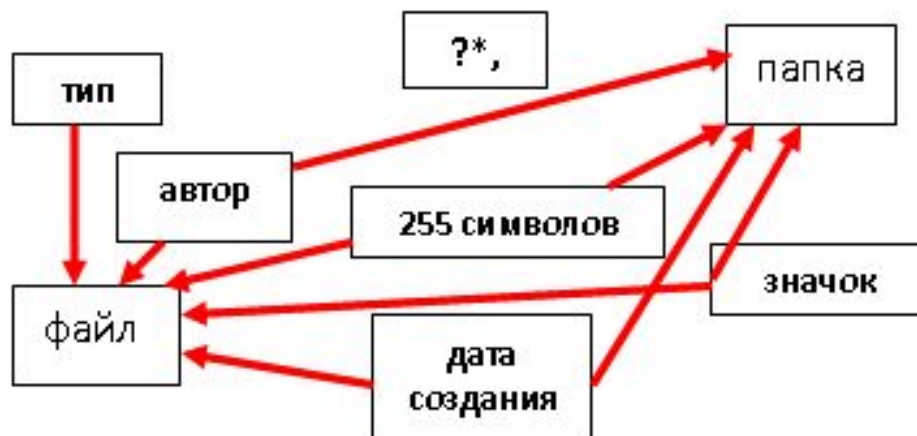 ?*,
папка
тип
автор
255 символов
значок
файл
дата
создания